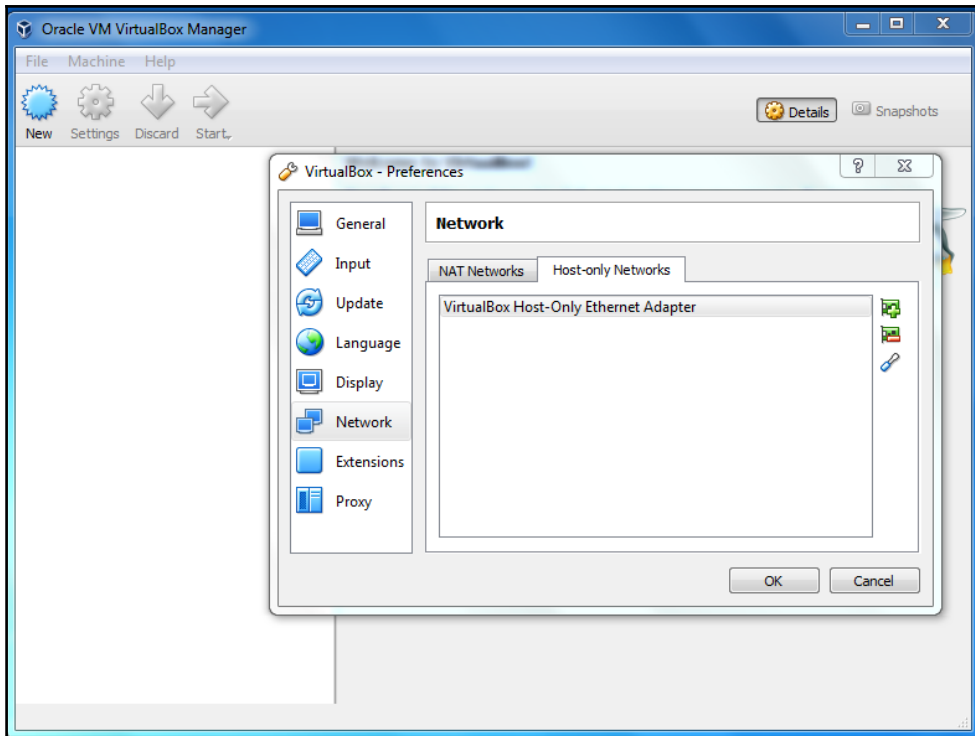 Oracle VM VirtualBox Manager
File Machine Help
New Settings Discard Start
Details Snapshots
VirtualBox - Preferences
General
Input
Update
Language
Display
Network
Extensions
Proxy
Network
NAT Networks Host-only Networks
VirtualBox Host-Only Ethernet Adapter
OK Cancel